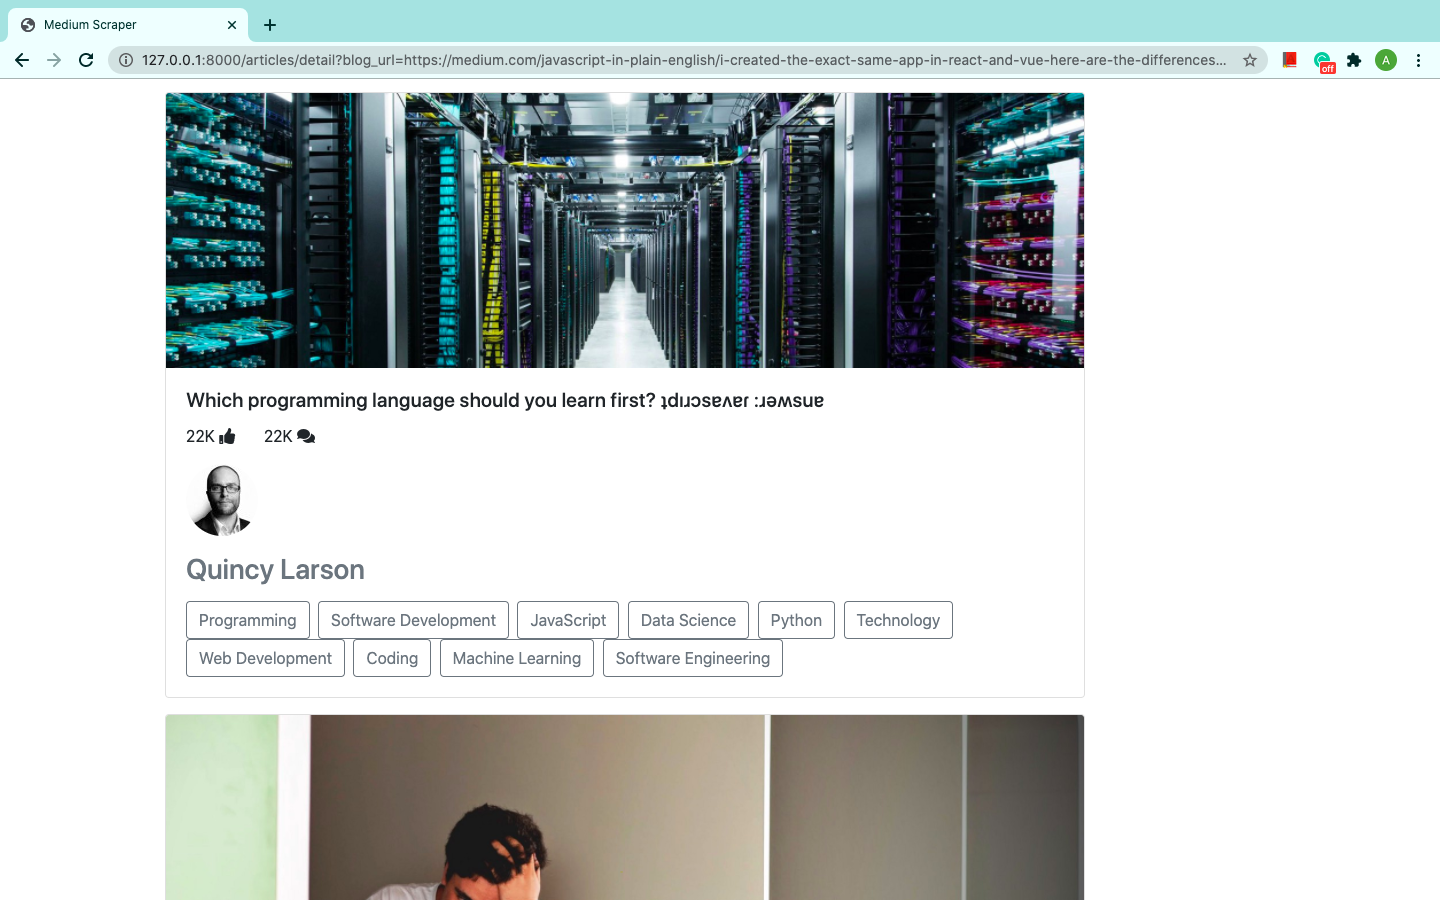 Medium Scraper
127.0.0.1:8000/articles/detail?blog_url=https://medium.com/javascript-in-plain-english/i-created-the-exact-same-app-in-react-and-vue-here-are-the-differences...
off
A
Which programming language should you learn first? ʇdıɹɔsɐʌɐɾ :ɹǝʍsuɐ
22K 22K
Quincy Larson
Programming Software Development JavaScript Data Science Python Technology
Web Development Coding Machine Learning Software Engineering